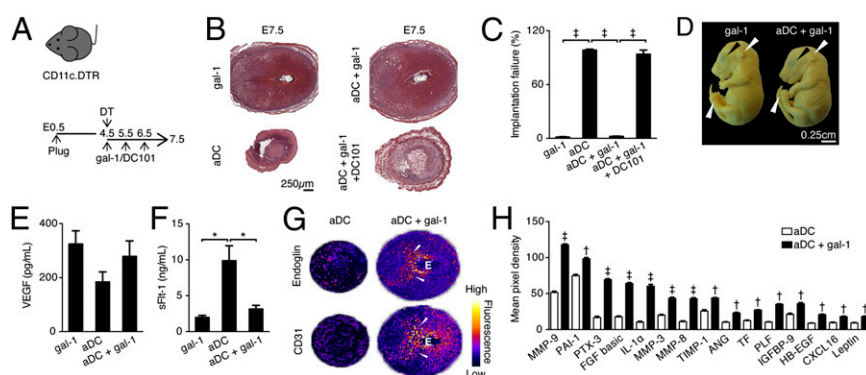 A
CD11c.DTR
DT
E0.5
4.5 5.5 6.5
7.5
Plug
gal-1/DC101
B
E7.5
E7.5
gal-1
aDC + gal-1
aDC
aDC + gal-1
+DC101
250µm
C
Implantation failure (%)
120
80
40
0
‡ ‡ ‡
gal-1
aDC
aDC + gal-1
aDC + gal-1
+ DC101
D
gal-1
aDC + gal-1
0.25cm
E
VEGF (pg/mL)
400
300
200
100
0
gal-1
aDC
aDC + gal-1
F
sFlt-1 (ng/mL)
15
10
5
0
* *
gal-1
aDC
aDC + gal-1
G
aDC
aDC + gal-1
Endoglin
CD31
E
E
High
Fluorescence
Low
H
aDC
aDC + gal-1
Mean pixel density
150
100
50
0
‡ † ‡ ‡ ‡ ‡ ‡ † † † † † † † †
MMP-9
PAI-1
PTX-3
FGF basic
IL-1α
MMP-3
MMP-8
TIMP-1
ANG
TF
PLF
IGFBP-9
HB-EGF
CXCL16
Leptin